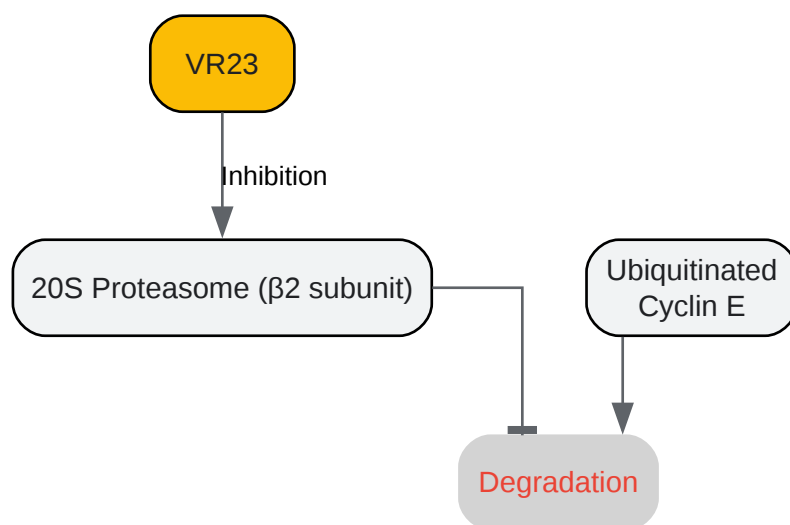 VR23
Inhibition
20S Proteasome (β2 subunit)
Ubiquitinated
Cyclin E
Degradation